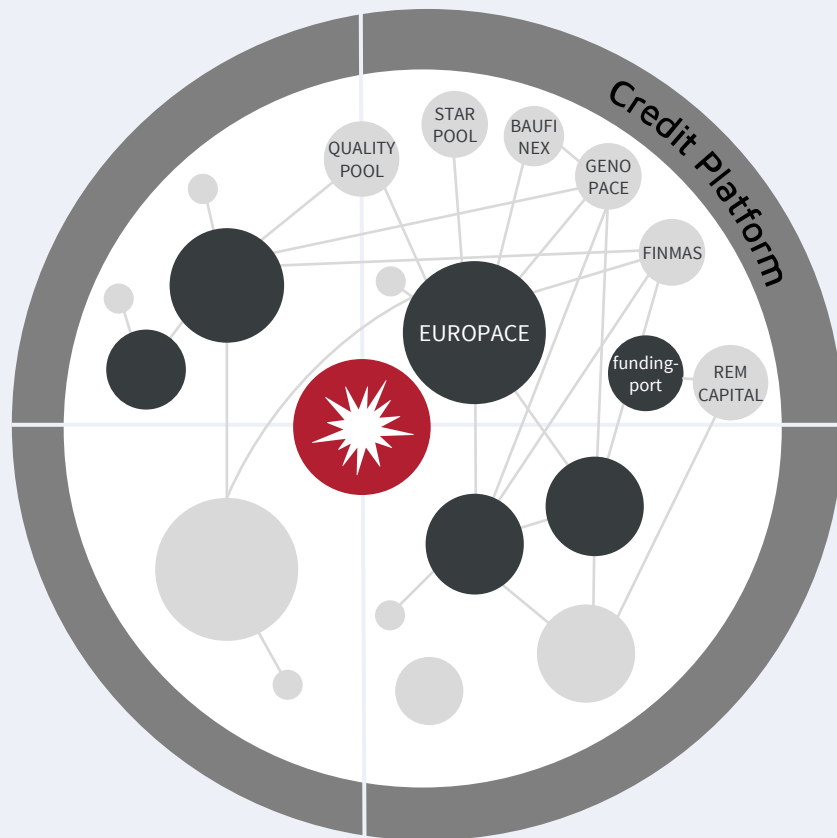 Credit Platform
STAR
POOL
BAUFI
NEX
QUALITY
POOL
GENO
PACE
FINMAS
EUROPACE
funding-
port
REM
CAPITAL